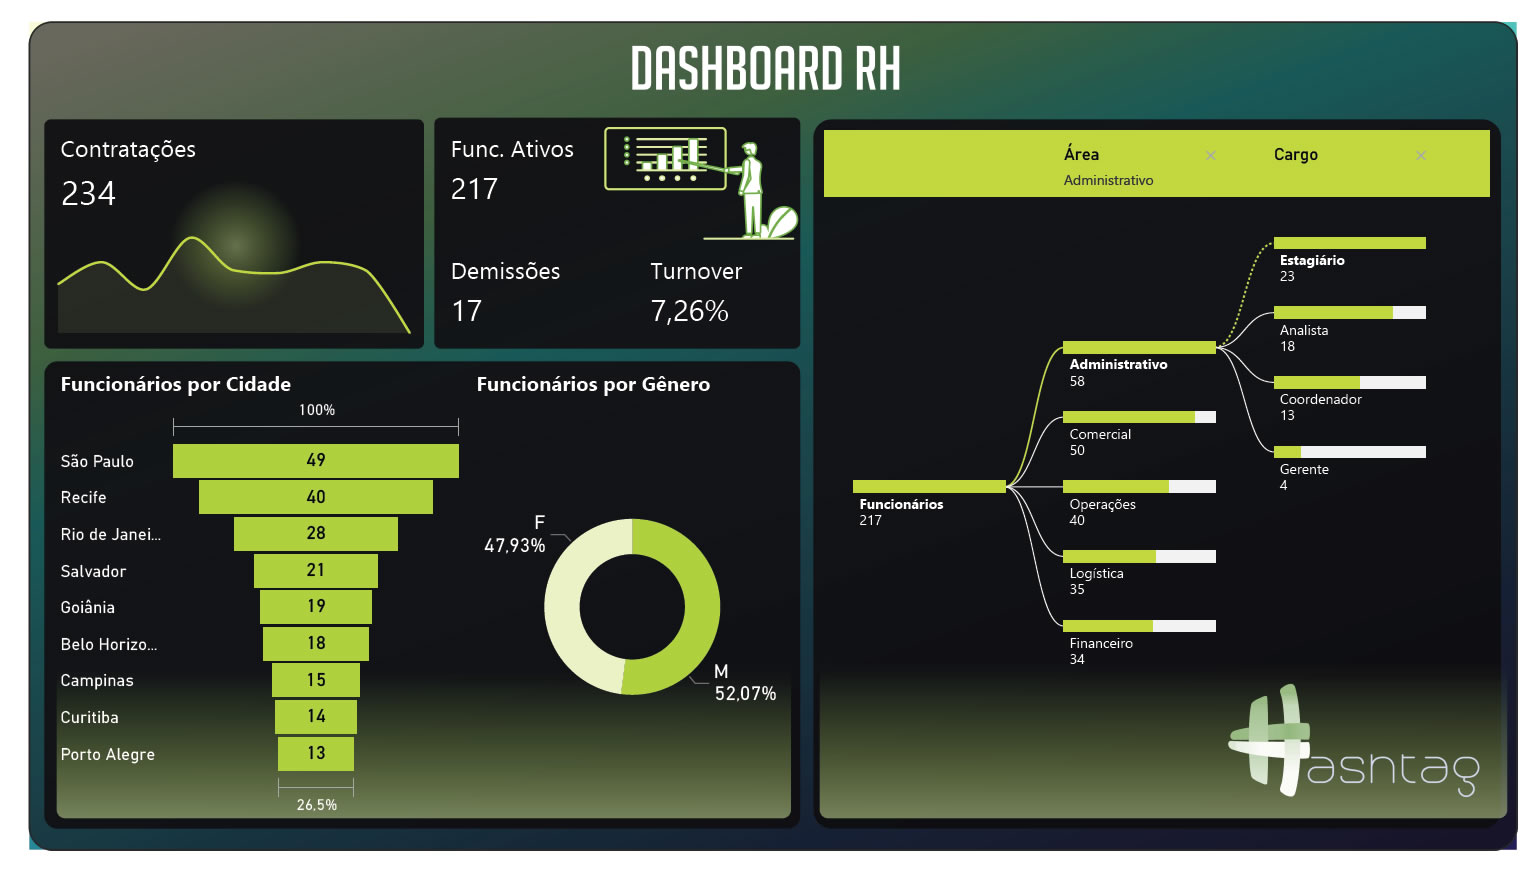 DASHBOARD RH
Contratações
234
Func. Ativos
217
Demissões
17
Turnover
7,26%
Funcionários por Cidade
100%
São Paulo 49
Recife 40
Rio de Janei... 28
Salvador 21
Goiânia 19
Belo Horizo... 18
Campinas 15
Curitiba 14
Porto Alegre 13
26,5%
Funcionários por Gênero
F
47,93%
M
52,07%
Área
Administrativo
Cargo
Funcionários
217
Administrativo
58
Comercial
50
Operações
40
Logística
35
Financeiro
34
Estagiário
23
Analista
18
Coordenador
13
Gerente
4
Hashtag